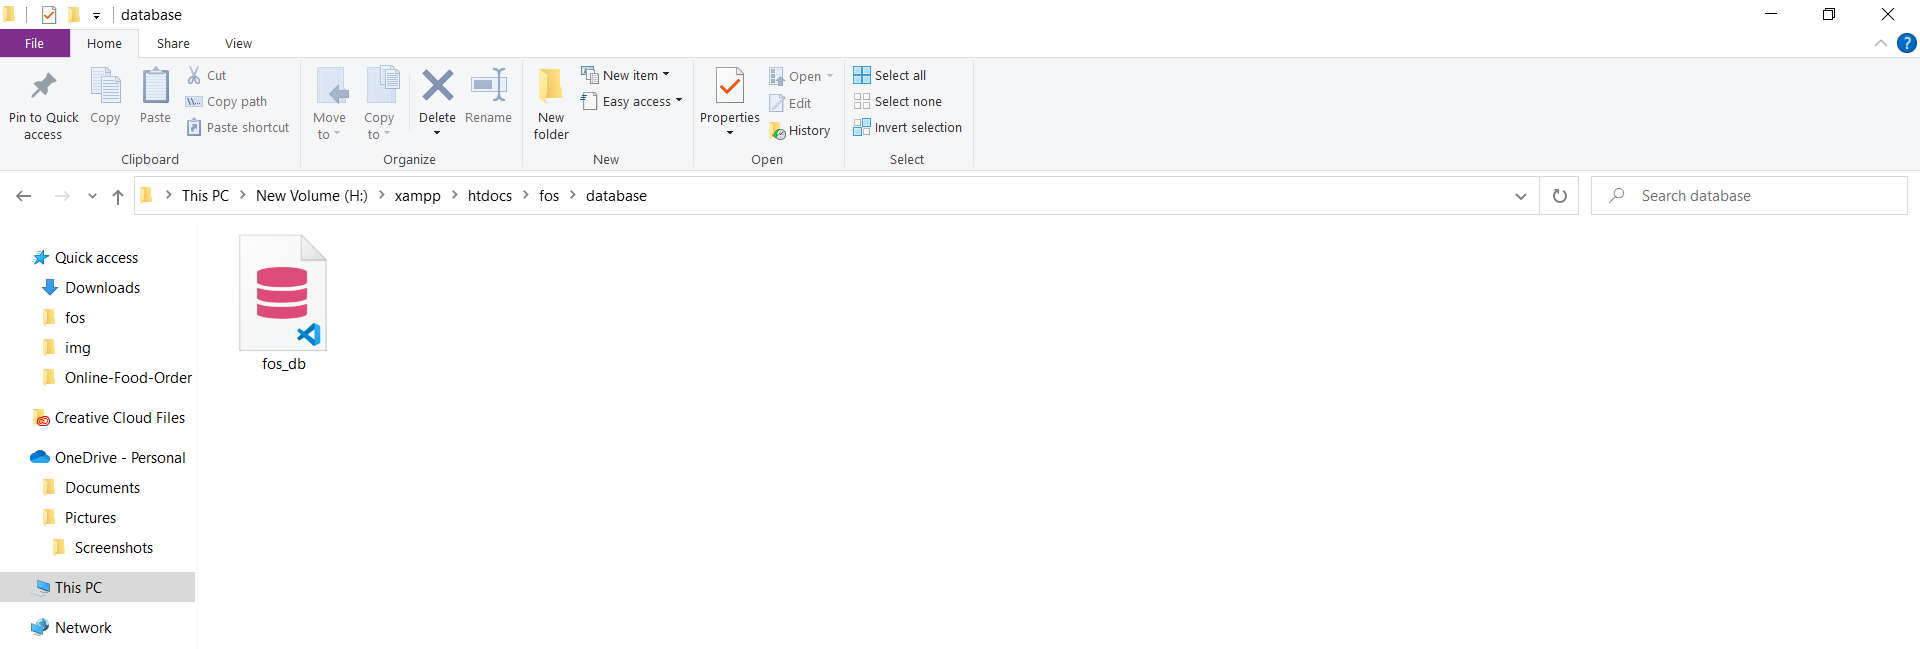 database
File Home Share View
Pin to Quick access
Copy
Paste
Cut
Copy path
Paste shortcut
Clipboard
Move to
Copy to
Delete
Rename
Organize
New folder
New item
Easy access
New
Properties
Open
Edit
History
Open
Select all
Select none
Invert selection
Select
This PC > New Volume (H:) > xampp > htdocs > fos > database
Search database
Quick access
Downloads
fos
img
Online-Food-Order
Creative Cloud Files
OneDrive - Personal
Documents
Pictures
Screenshots
This PC
Network
fos_db